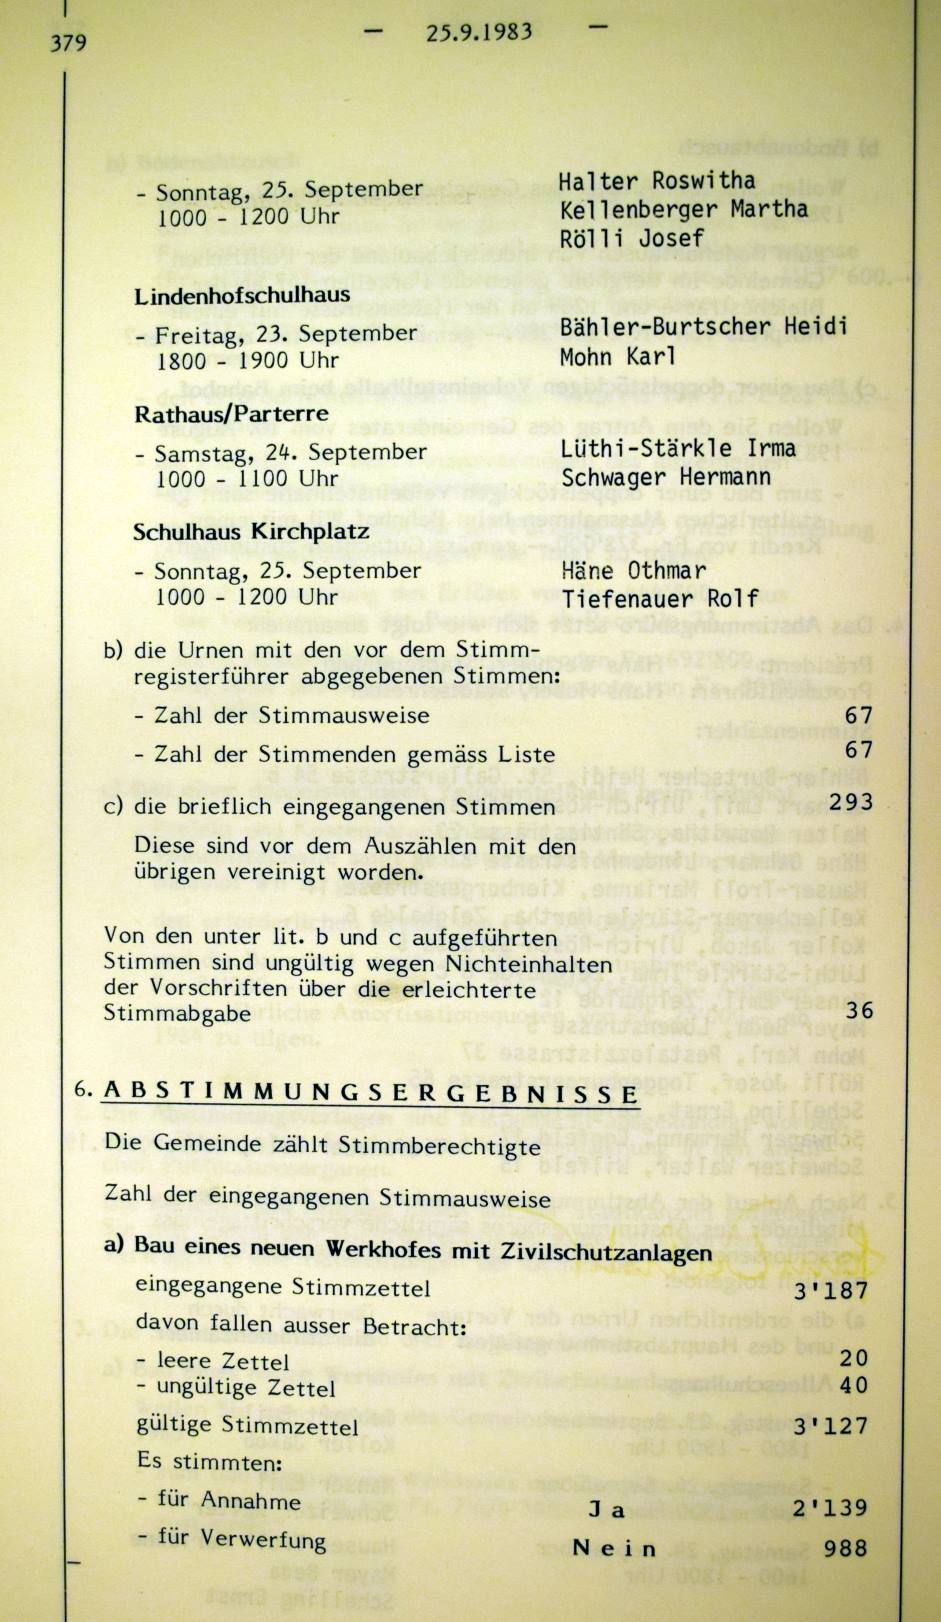 379
– 25.9.1983 –
- Sonntag, 25. September
1000 - 1200 Uhr
Halter Roswitha
Kellenberger Martha
Rölli Josef
Lindenhofschulhaus
- Freitag, 23. September
1800 - 1900 Uhr
Bähler-Burtscher Heidi
Mohn Karl
Rathaus/Parterre
- Samstag, 24. September
1000 - 1100 Uhr
Lüthi-Stärkle Irma
Schwager Hermann
Schulhaus Kirchplatz
- Sonntag, 25. September
1000 - 1200 Uhr
Häne Othmar
Tiefenauer Rolf
b) die Urnen mit den vor dem Stimm-
registerführer abgegebenen Stimmen:
- Zahl der Stimmausweise 67
- Zahl der Stimmenden gemäss Liste 67
c) die brieflich eingegangenen Stimmen 293
Diese sind vor dem Auszählen mit den
übrigen vereinigt worden.
Von den unter lit. b und c aufgeführten
Stimmen sind ungültig wegen Nichteinhalten
der Vorschriften über die erleichterte
Stimmabgabe 36
6. ABSTIMMUNGSERGEBNISSE
Die Gemeinde zählt Stimmberechtigte
Zahl der eingegangenen Stimmausweise
a) Bau eines neuen Werkhofes mit Zivilschutzanlagen
eingegangene Stimmzettel 3'187
davon fallen ausser Betracht:
- leere Zettel 20
- ungültige Zettel 40
gültige Stimmzettel 3'127
Es stimmten:
- für Annahme Ja 2'139
- für Verwerfung Nein 988